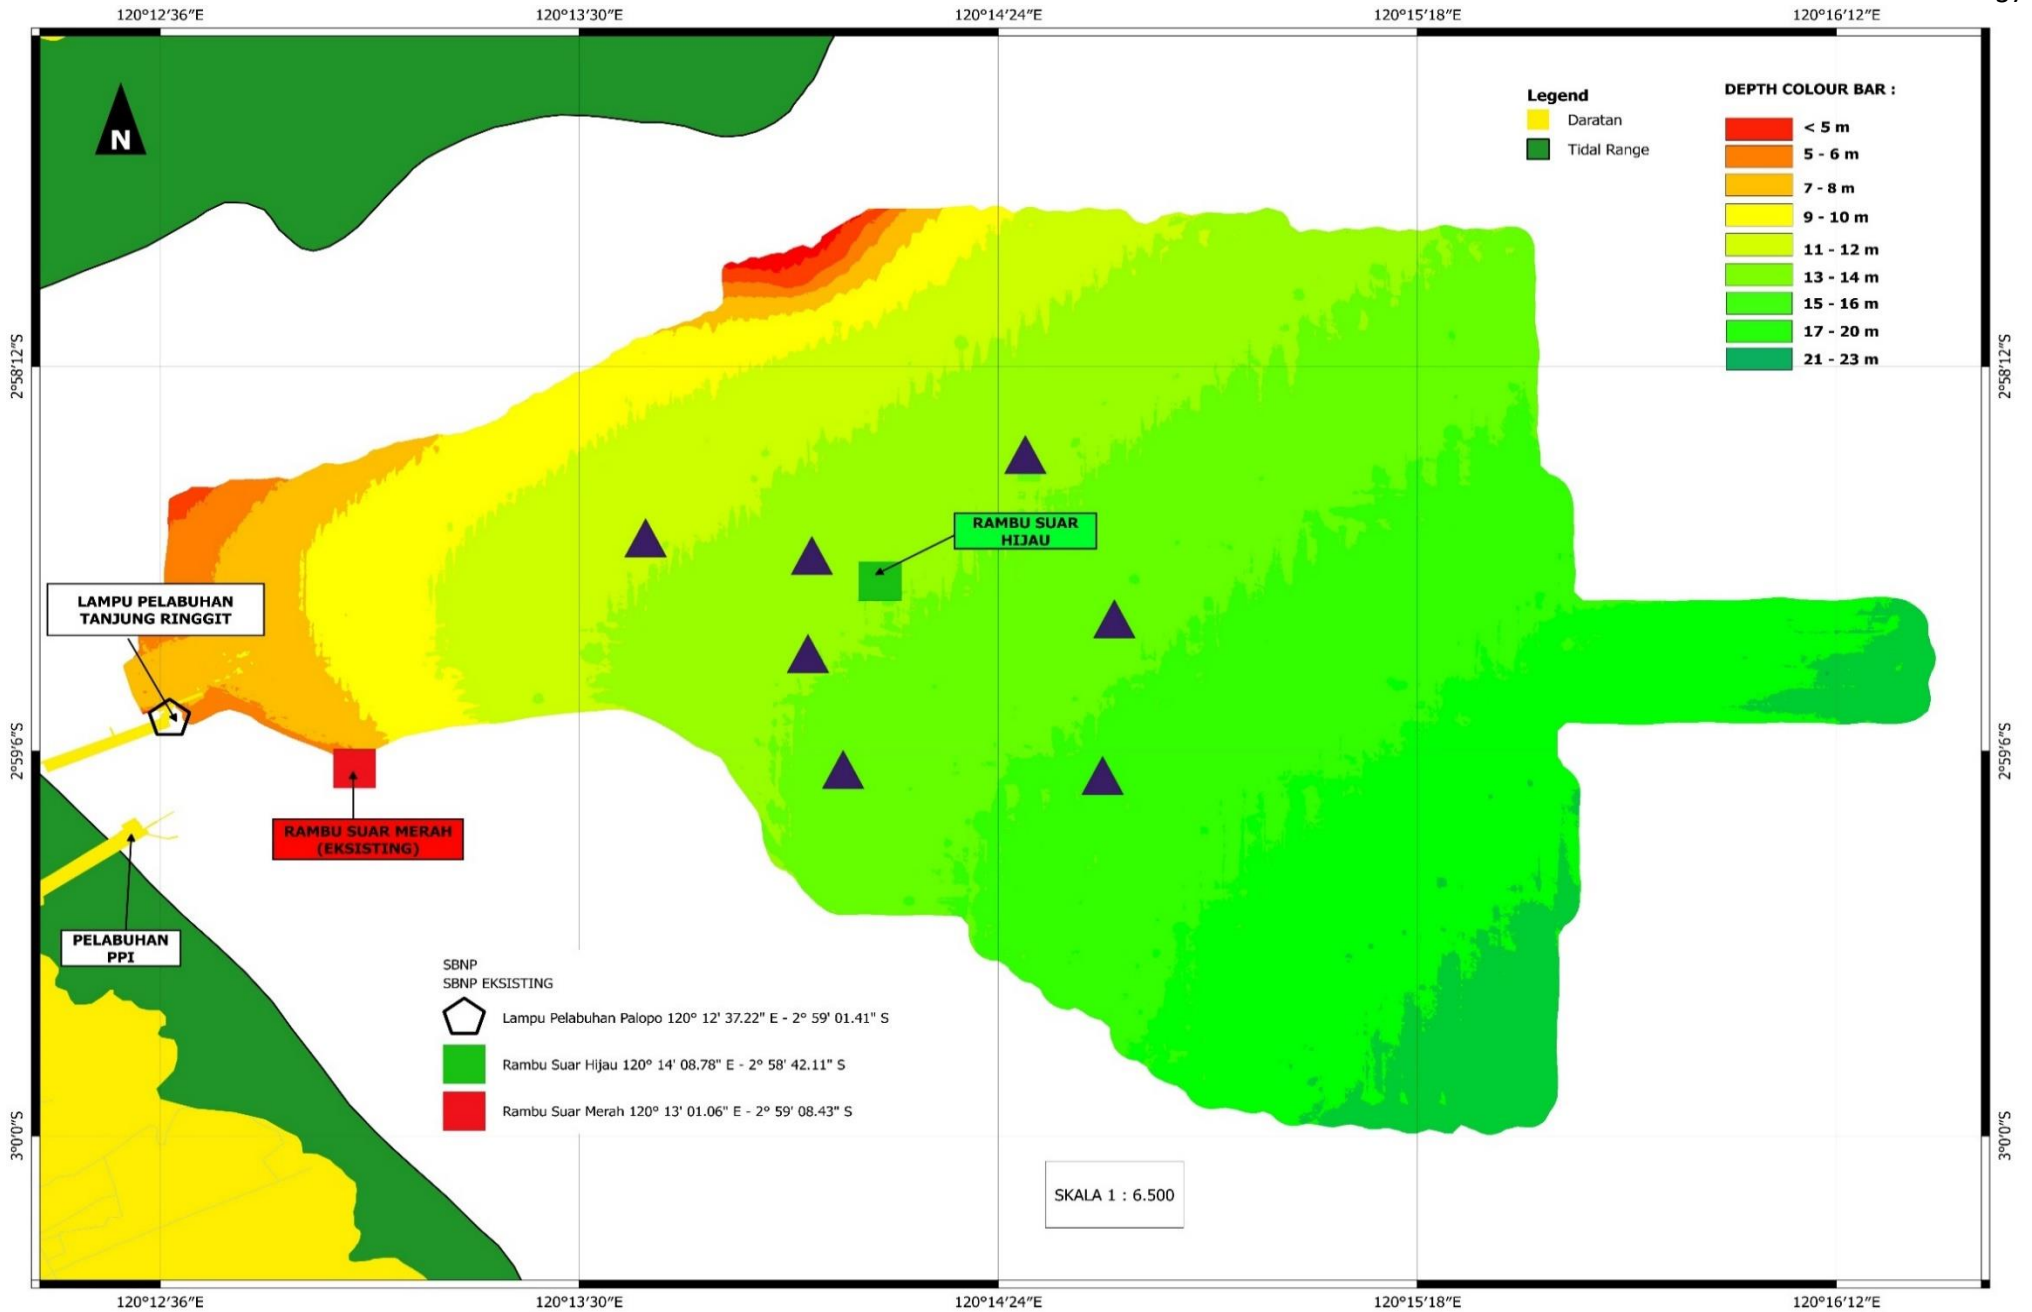 120°12'36"E
120°13'30"E
120°14'24"E
120°15'18"E
120°16'12"E
N
Legend
Daratan
Tidal Range
DEPTH COLOUR BAR :
< 5 m
5 - 6 m
7 - 8 m
9 - 10 m
11 - 12 m
13 - 14 m
15 - 16 m
17 - 20 m
21 - 23 m
2°58'12"S
2°58'12"S
RAMBU SUAR
HIJAU
LAMPU PELABUHAN
TANJUNG RINGGIT
2°59'6"S
2°59'6"S
RAMBU SUAR MERAH
(EKSISTING)
PELABUHAN
PPI
SBNP
SBNP EKSISTING
Lampu Pelabuhan Palopo 120° 12' 37.22" E - 2° 59' 01.41" S
Rambu Suar Hijau 120° 14' 08.78" E - 2° 58' 42.11" S
Rambu Suar Merah 120° 13' 01.06" E - 2° 59' 08.43" S
3°0'0"S
3°0'0"S
SKALA 1 : 6.500
120°12'36"E
120°13'30"E
120°14'24"E
120°15'18"E
120°16'12"E